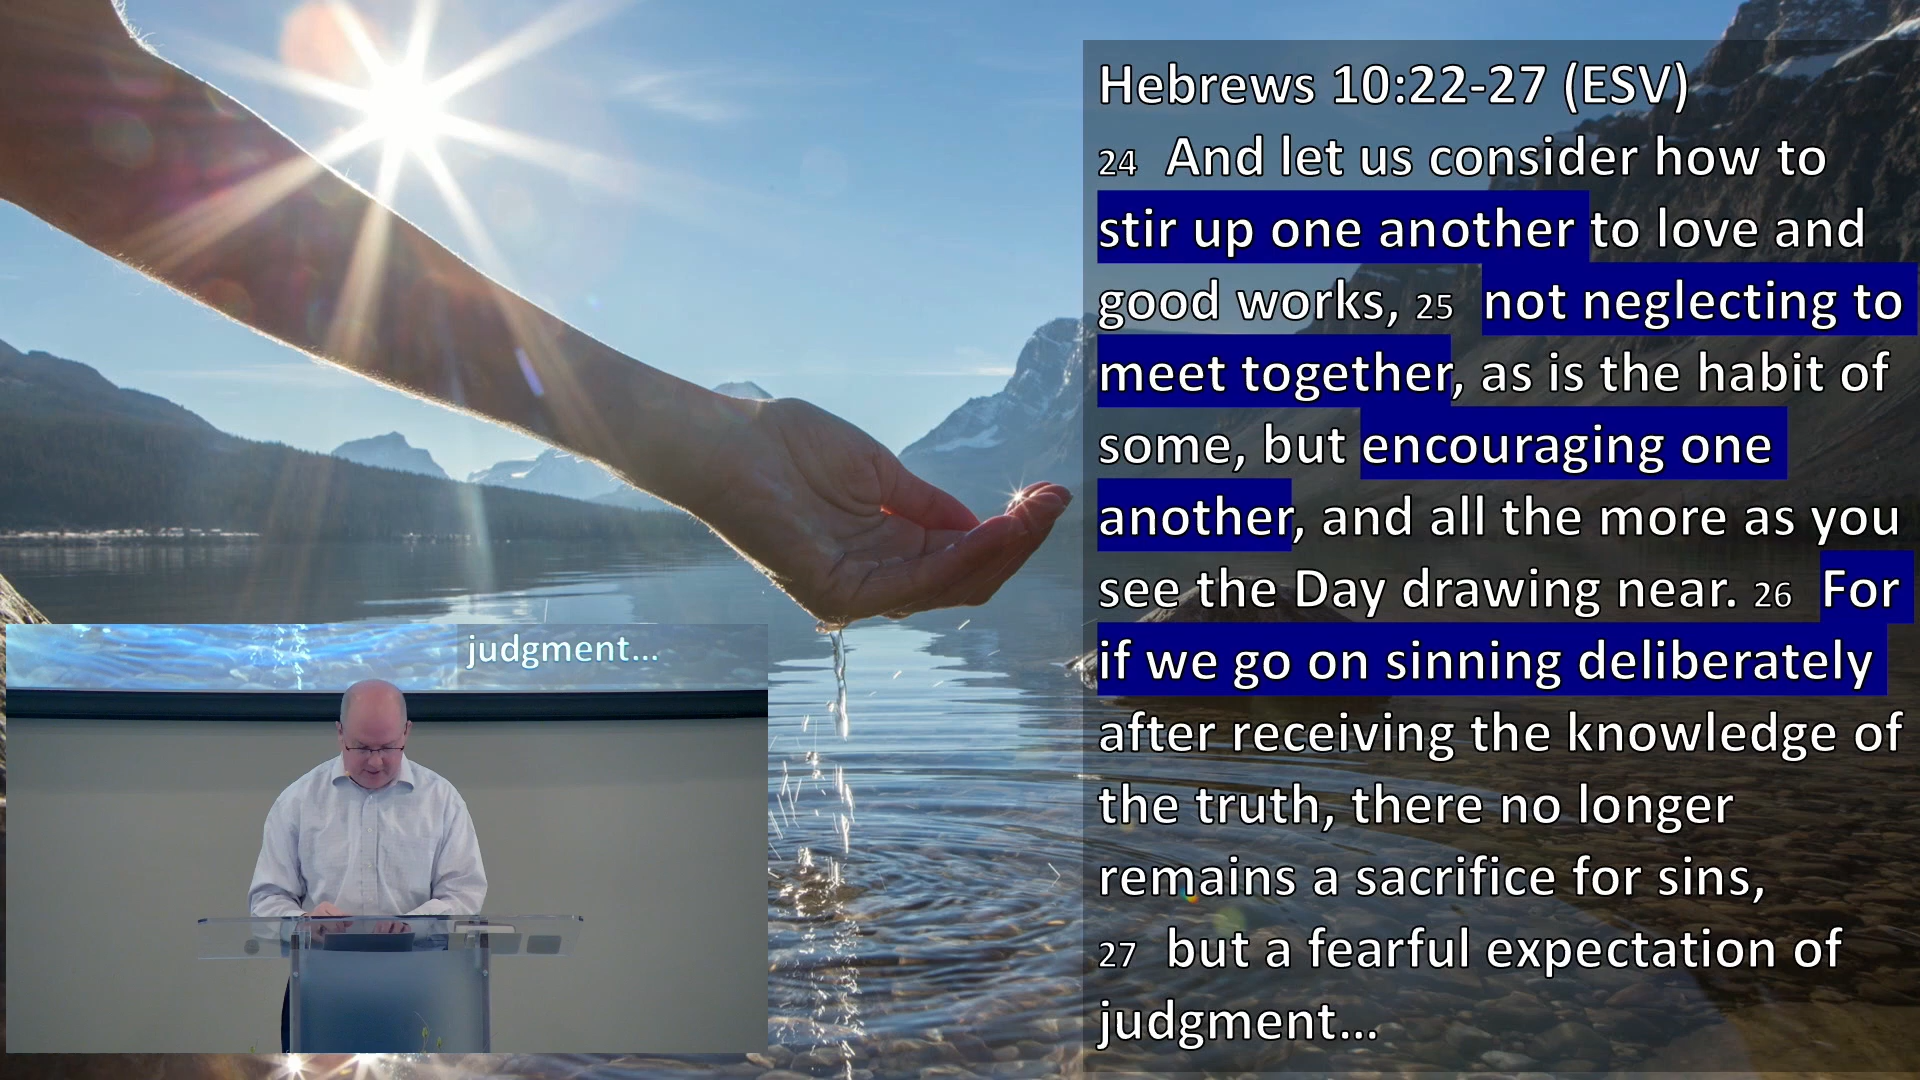 Hebrews 10:22-27 (ESV)
24 And let us consider how to
stir up one another to love and
good works, 25 not neglecting to
meet together, as is the habit of
some, but encouraging one
another, and all the more as you
see the Day drawing near. 26 For
if we go on sinning deliberately
after receiving the knowledge of
the truth, there no longer
remains a sacrifice for sins,
27 but a fearful expectation of
judgment...
judgment...